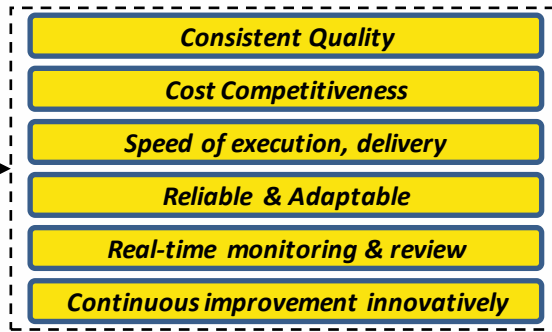 Consistent Quality
Cost Competitiveness
Speed of execution, delivery
Reliable & Adaptable
Real-time monitoring & review
Continuous improvement innovatively